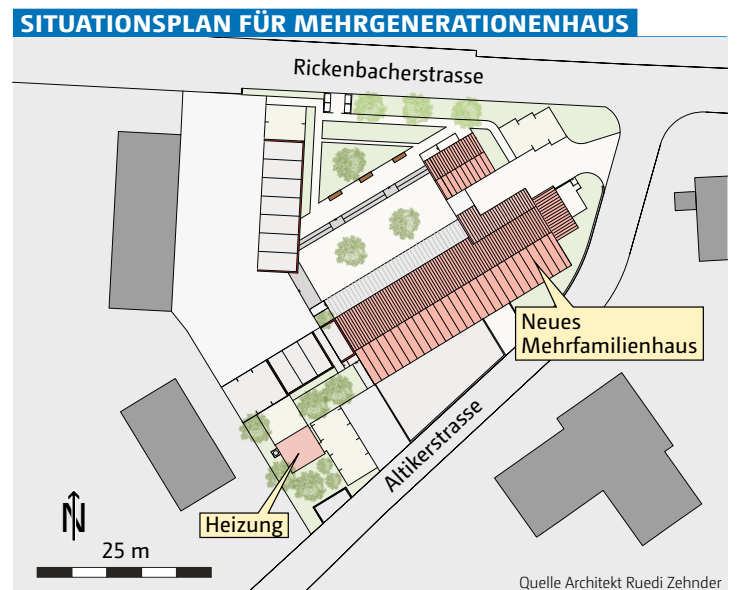 SITUATIONSPLAN FÜR MEHRGENERATIONENHAUS
Rickenbacherstrasse
Neues
Mehrfamilienhaus
Altikerstrasse
Heizung
N
25 m
Quelle Architekt Ruedi Zehnder